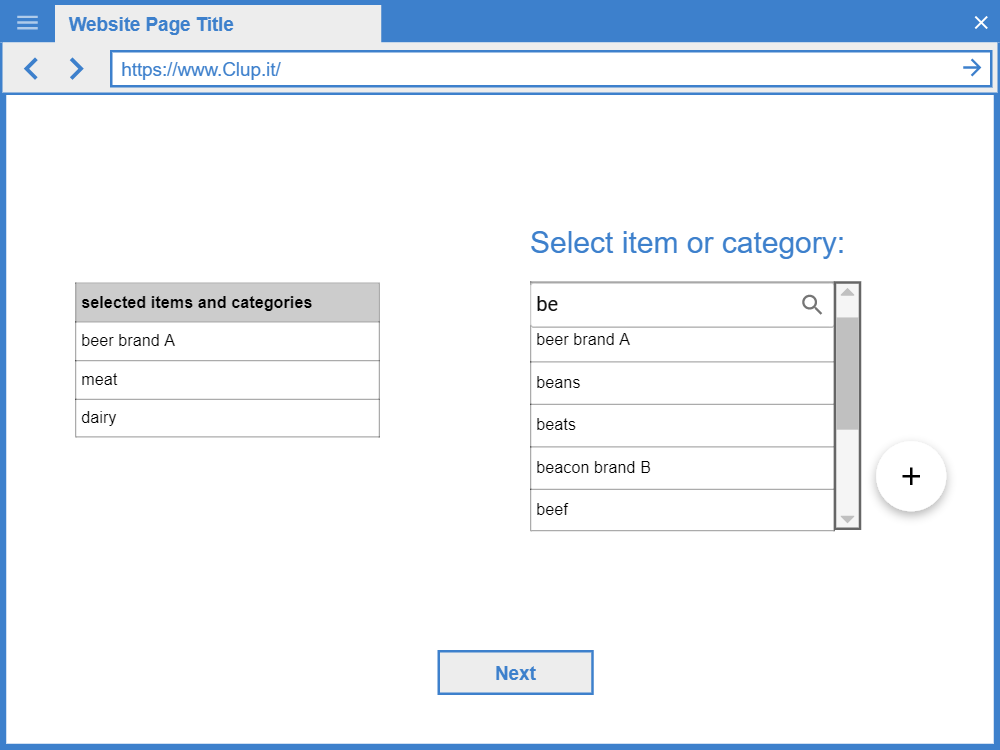 Website Page Title
https://www.Clup.it/
Select item or category:
selected items and categories
beer brand A
meat
dairy
be
beer brand A
beans
beats
beacon brand B
beef
Next